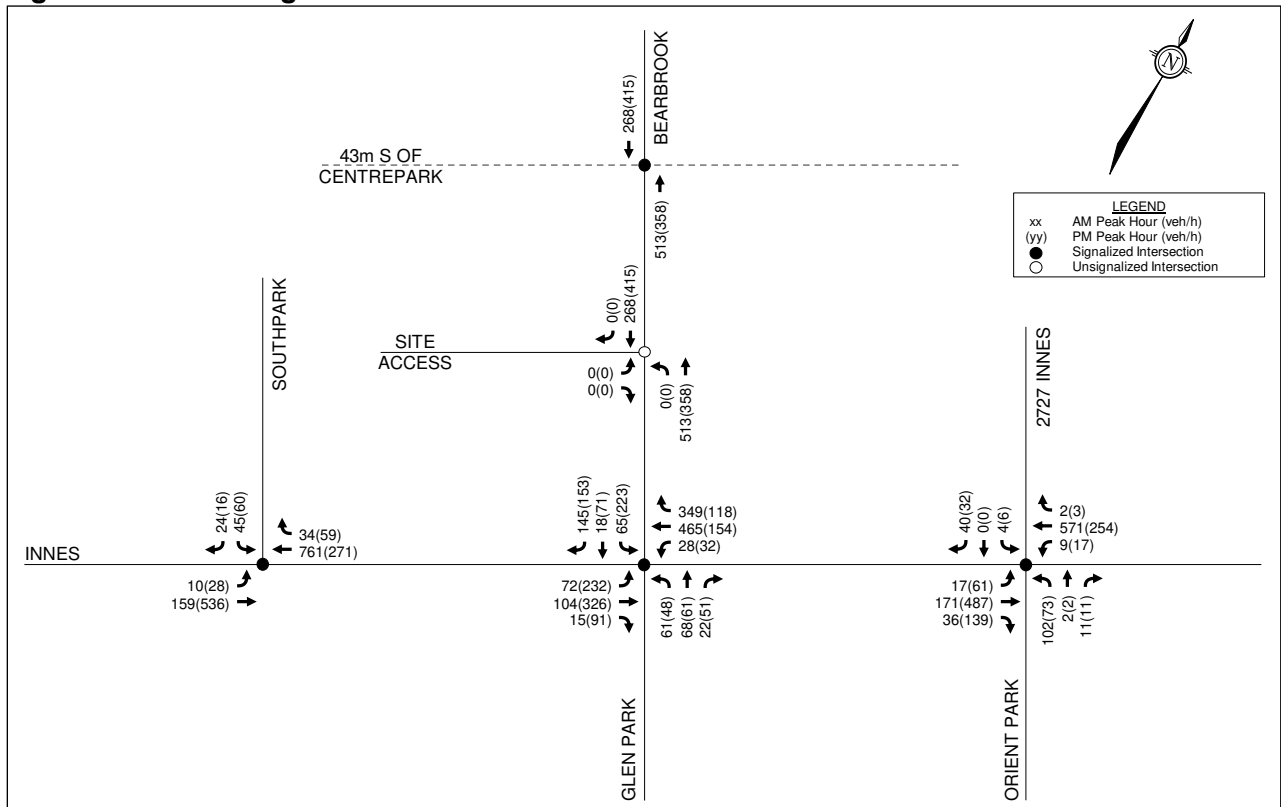 BEARBROOK
268(415)
N
43m S OF
CENTREPARK
513(358)
LEGEND
xx AM Peak Hour (veh/h)
(yy) PM Peak Hour (veh/h)
Signalized Intersection
Unsignalized Intersection
SOUTHPARK
0(0)
268(415)
SITE
ACCESS
0(0)
0(0)
0(0)
513(358)
2727 INNES
24(16)
45(60)
34(59)
761(271)
INNES
10(28)
159(536)
145(153)
18(71)
65(223)
349(118)
465(154)
28(32)
72(232)
104(326)
15(91)
61(48)
68(61)
22(51)
40(32)
0(0)
4(6)
2(3)
571(254)
9(17)
17(61)
171(487)
36(139)
102(73)
2(2)
11(11)
GLEN PARK
ORIENT PARK